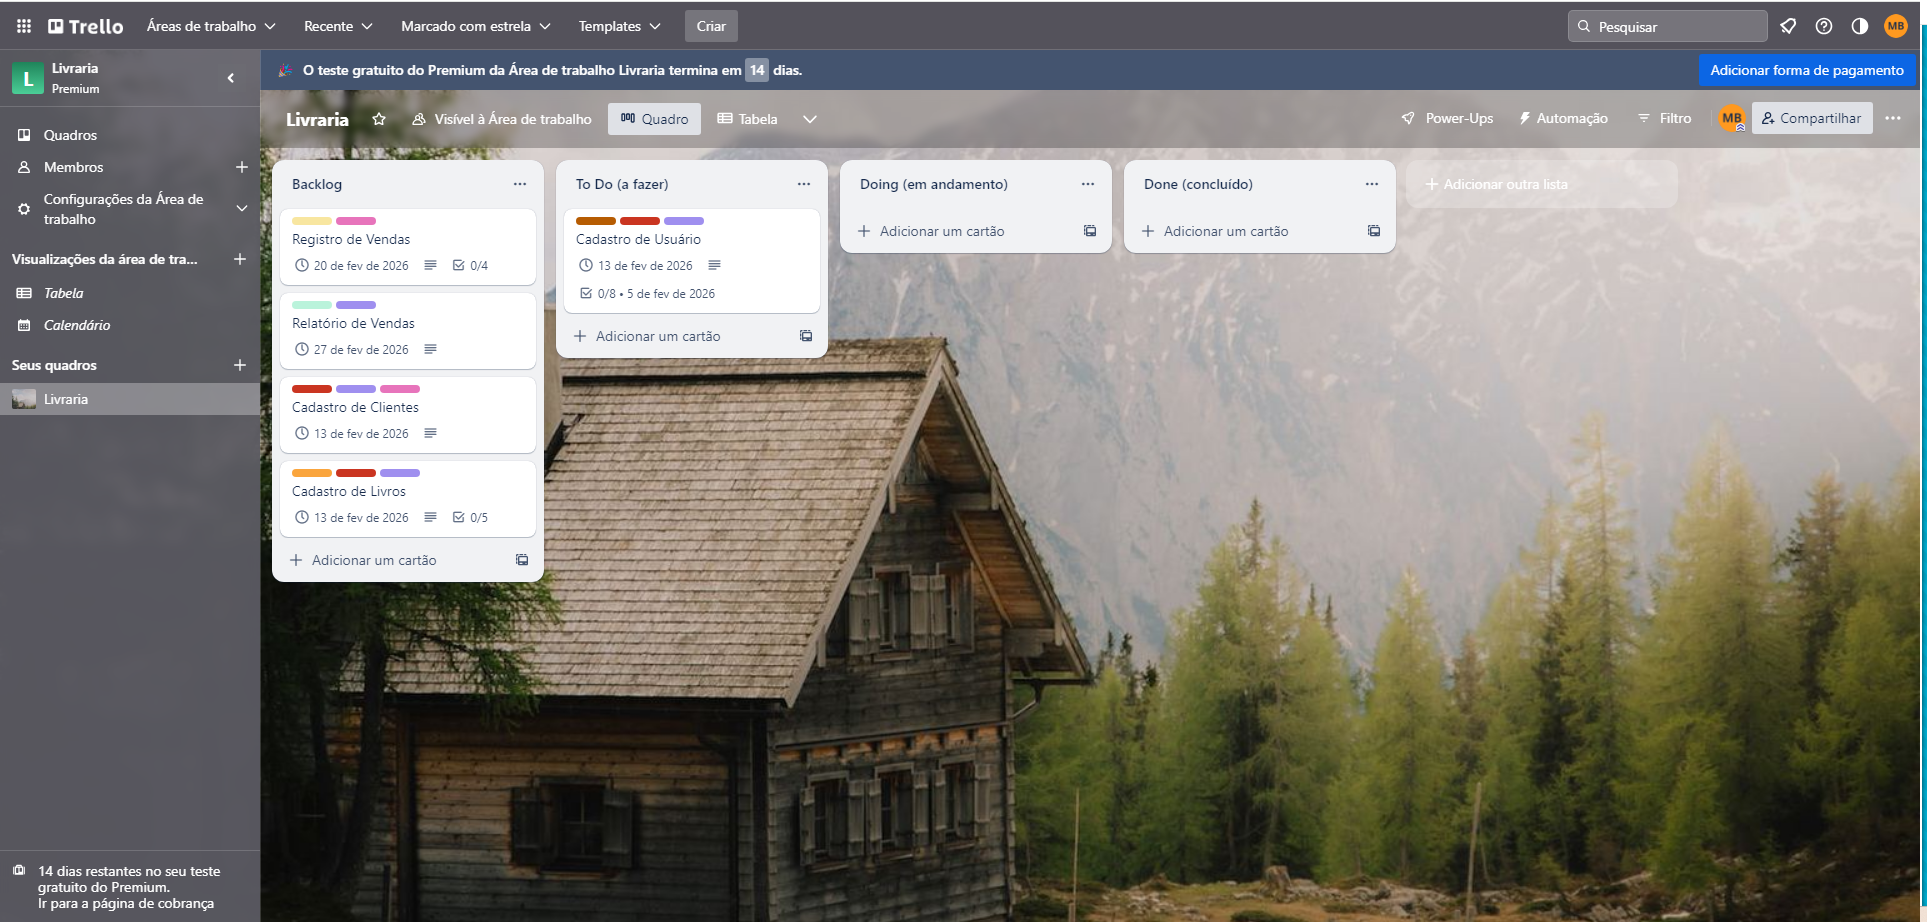 Trello
Áreas de trabalho
Recente
Marcado com estrela
Templates
Criar
Pesquisar
MB
L
Livraria
Premium
O teste gratuito do Premium da Área de trabalho Livraria termina em 14 dias.
Adicionar forma de pagamento
Quadros
Membros
Configurações da Área de
trabalho
Visualizações da área de tra...
Tabela
Calendário
Seus quadros
Livraria
14 dias restantes no seu teste
gratuito do Premium.
Ir para a página de cobrança
Livraria
Visível à Área de trabalho
Quadro
Tabela
Power-Ups
Automação
Filtro
MB
Compartilhar
Backlog
Registro de Vendas
20 de fev de 2026
0/4
Relatório de Vendas
27 de fev de 2026
Cadastro de Clientes
13 de fev de 2026
Cadastro de Livros
13 de fev de 2026
0/5
Adicionar um cartão
To Do (a fazer)
Cadastro de Usuário
13 de fev de 2026
0/8 • 5 de fev de 2026
Adicionar um cartão
Doing (em andamento)
Adicionar um cartão
Done (concluído)
Adicionar um cartão
Adicionar outra lista